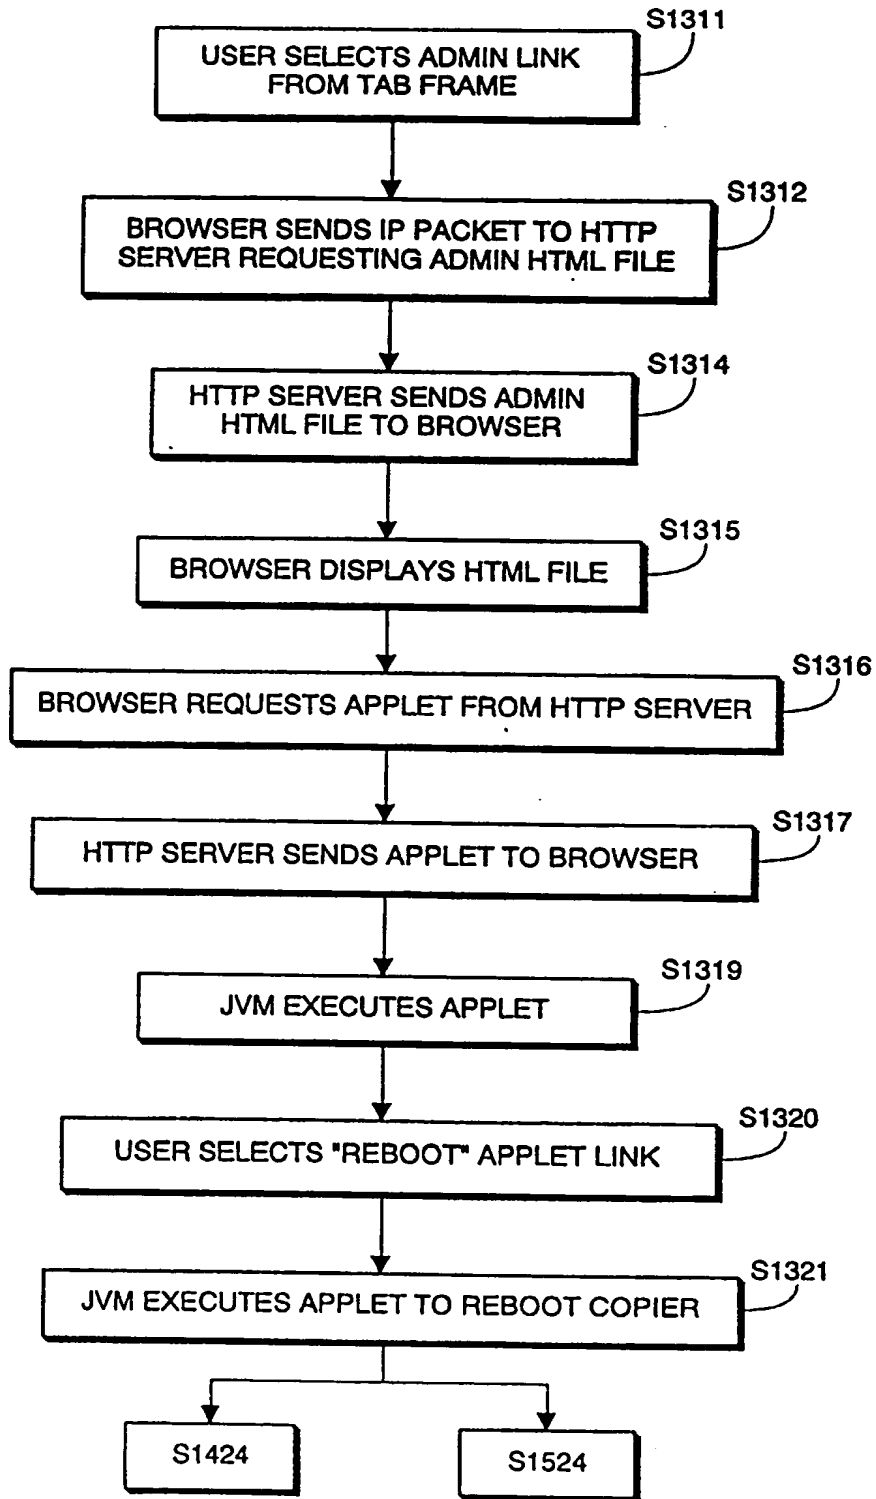 S1311
USER SELECTS ADMIN LINK
FROM TAB FRAME
S1312
BROWSER SENDS IP PACKET TO HTTP
SERVER REQUESTING ADMIN HTML FILE
S1314
HTTP SERVER SENDS ADMIN
HTML FILE TO BROWSER
S1315
BROWSER DISPLAYS HTML FILE
S1316
BROWSER REQUESTS APPLET FROM HTTP SERVER
S1317
HTTP SERVER SENDS APPLET TO BROWSER
S1319
JVM EXECUTES APPLET
S1320
USER SELECTS "REBOOT" APPLET LINK
S1321
JVM EXECUTES APPLET TO REBOOT COPIER
S1424
S1524